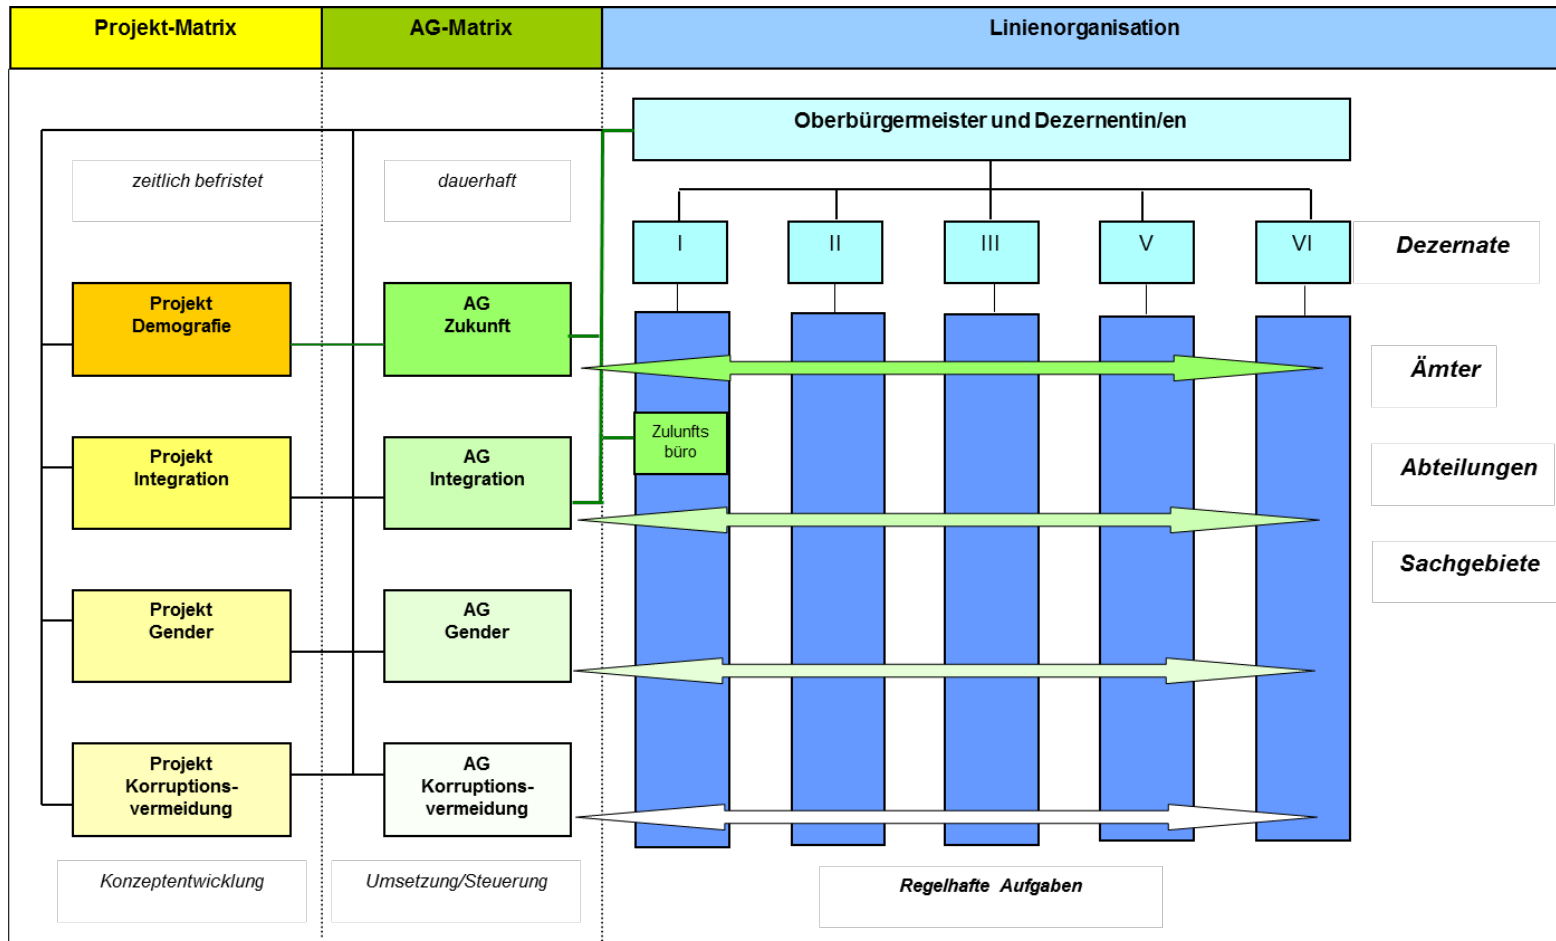 Projekt-Matrix
AG-Matrix
Linienorganisation
Oberbürgermeister und Dezernentin/en
zeitlich befristet
dauerhaft
I
II
III
V
VI
Dezernate
Projekt
Demografie
AG
Zukunft
Ämter
Zulunfts
büro
Projekt
Integration
AG
Integration
Abteilungen
Sachgebiete
Projekt
Gender
AG
Gender
Projekt
Korruptions-
vermeidung
AG
Korruptions-
vermeidung
Konzeptentwicklung
Umsetzung/Steuerung
Regelhafte Aufgaben